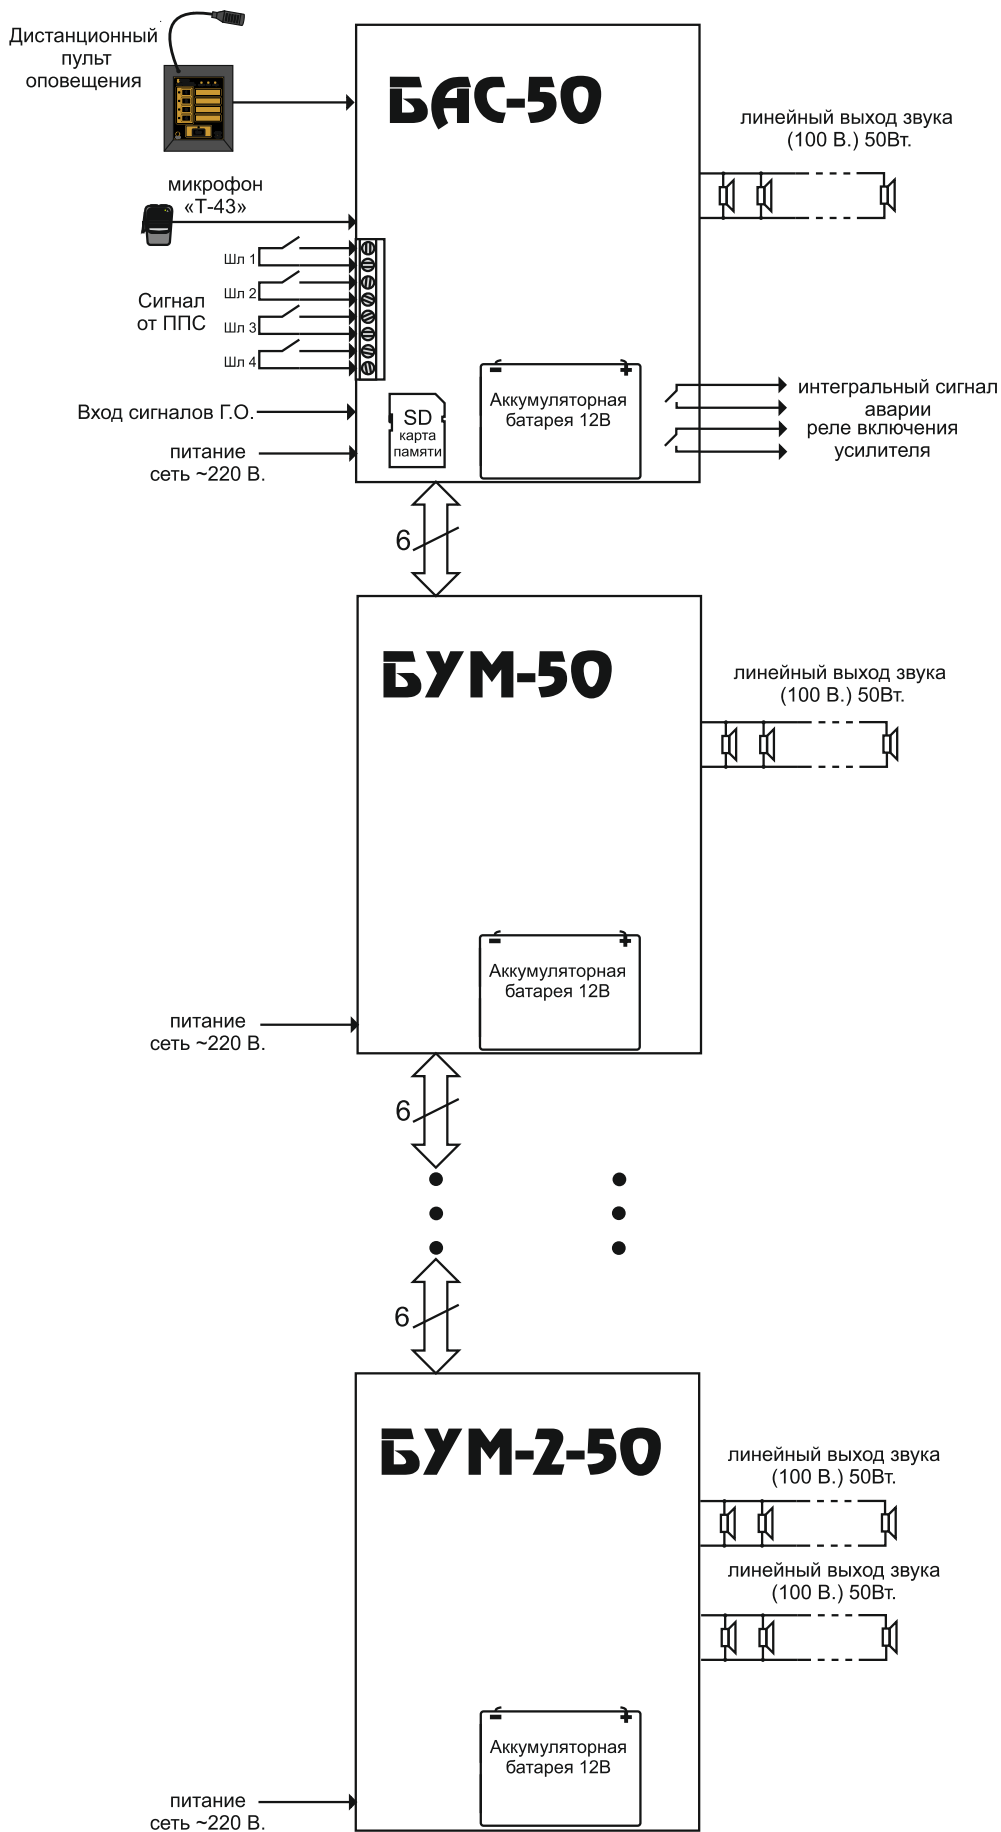 Дистанционный
пульт
оповещения
БАС-50
линейный выход звука
(100 В.) 50Вт.
микрофон
«Т-43»
Шл 1
Шл 2
Сигнал
от ППС
Шл 3
Шл 4
Вход сигналов Г.О.
питание
сеть ~220 В.
SD
карта
памяти
Аккумуляторная
батарея 12В
интегральный сигнал
аварии
реле включения
усилителя
6
БУМ-50
линейный выход звука
(100 В.) 50Вт.
Аккумуляторная
батарея 12В
питание
сеть ~220 В.
6
6
БУМ-2-50
линейный выход звука
(100 В.) 50Вт.
линейный выход звука
(100 В.) 50Вт.
Аккумуляторная
батарея 12В
питание
сеть ~220 В.